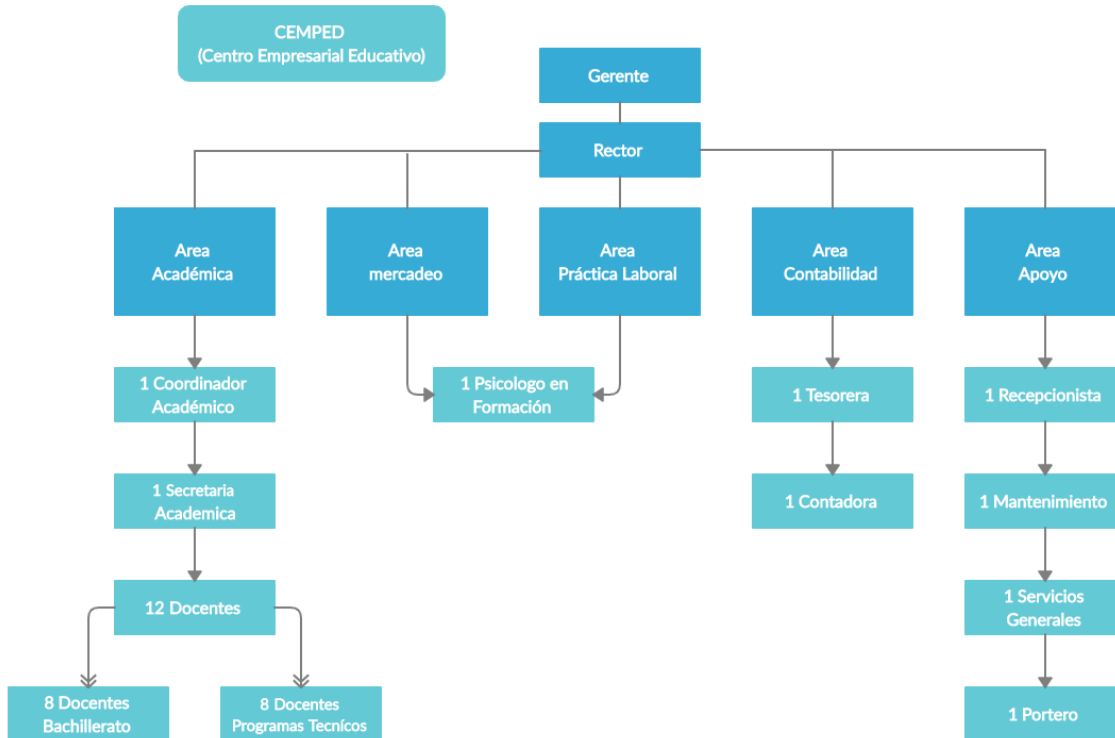 CEMPED
(Centro Empresarial Educativo)
Gerente
Rector
Area
Académica
Area
mercadeo
Area
Práctica Laboral
Area
Contabilidad
Area
Apoyo
1 Coordinador
Académico
1 Psicologo en
Formación
1 Tesorera
1 Recepcionista
1 Secretaria
Academica
1 Contadora
1 Mantenimiento
12 Docentes
1 Servicios
Generales
8 Docentes
Bachillerato
8 Docentes
Programas Tecnícos
1 Portero